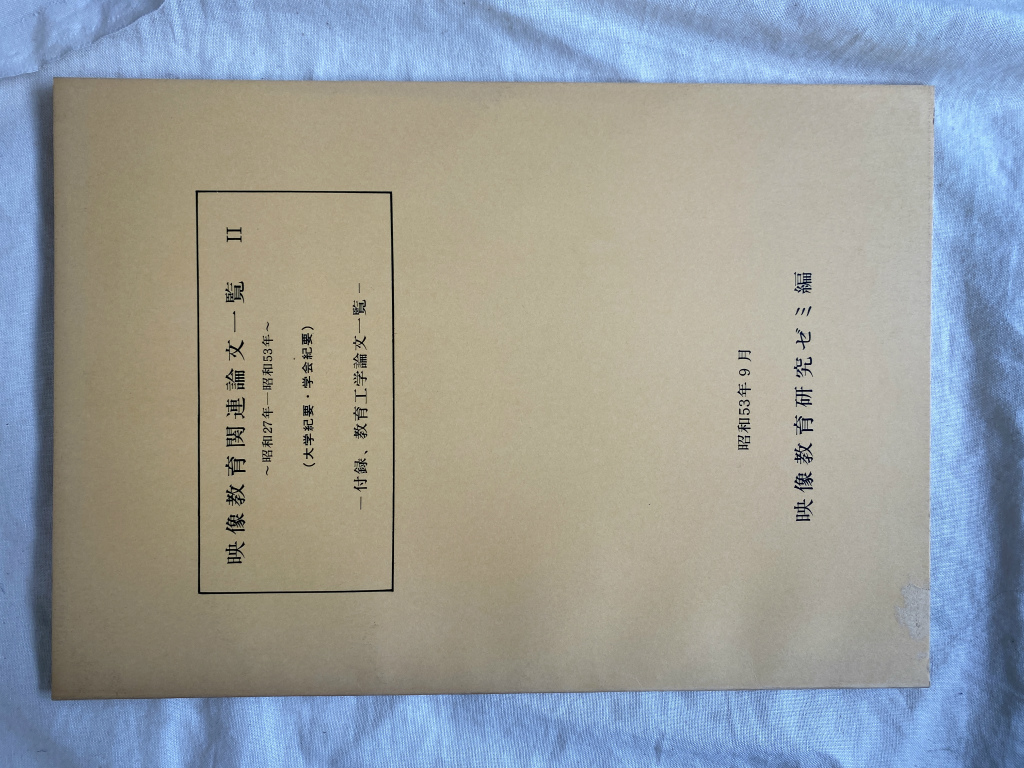 映像教育関連論文一覧 II
～昭和27年―昭和53年～
（大学紀要・学会紀要）
―付録、教育工学論文一覧―
昭和53年9月
映像教育研究ゼミ編